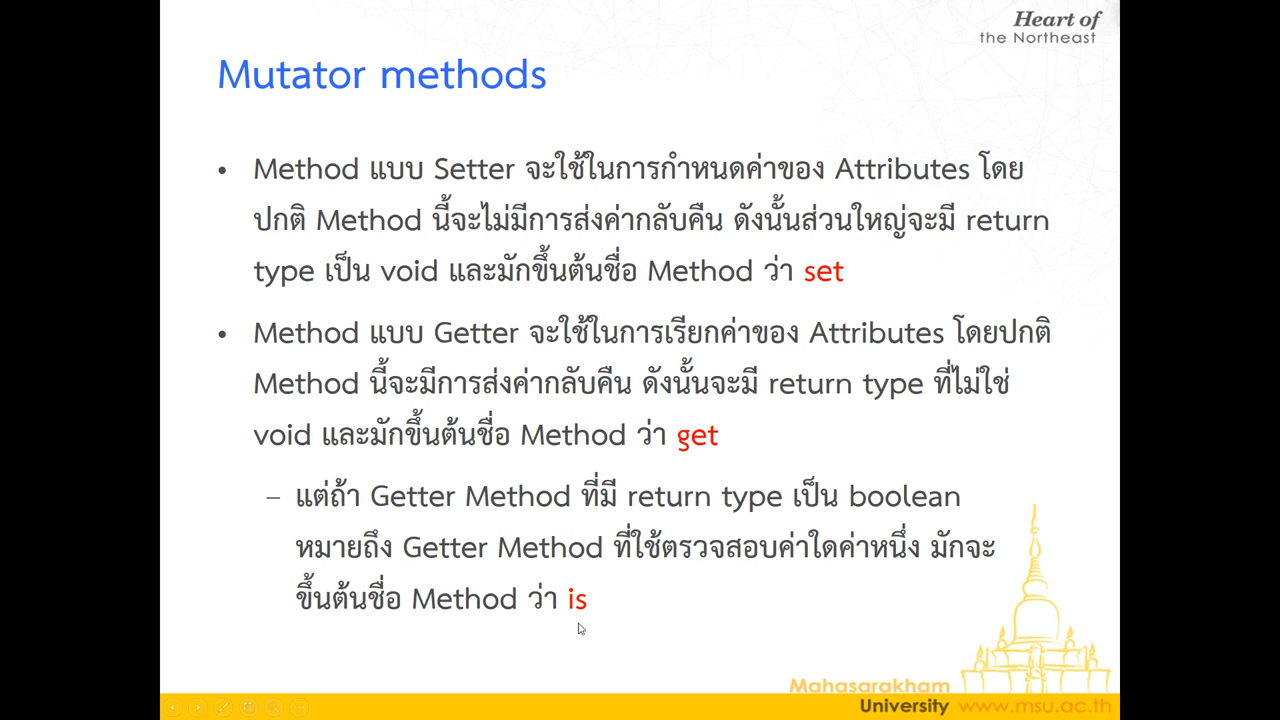 Heart of
the Northeast
Mutator methods
• Method แบบ Setter จะใช้ในการกำหนดค่าของ Attributes โดย
ปกติ Method นี้จะไม่มีการส่งค่ากลับคืน ดังนั้นส่วนใหญ่จะมี return
type เป็น void และมักขึ้นต้นชื่อ Method ว่า set
• Method แบบ Getter จะใช้ในการเรียกค่าของ Attributes โดยปกติ
Method นี้จะมีการส่งค่ากลับคืน ดังนั้นจะมี return type ที่ไม่ใช่
void และมักขึ้นต้นชื่อ Method ว่า get
– แต่ถ้า Getter Method ที่มี return type เป็น boolean
หมายถึง Getter Method ที่ใช้ตรวจสอบค่าใดค่าหนึ่ง มักจะ
ขึ้นต้นชื่อ Method ว่า is
Mahasarakham
University www.msu.ac.th